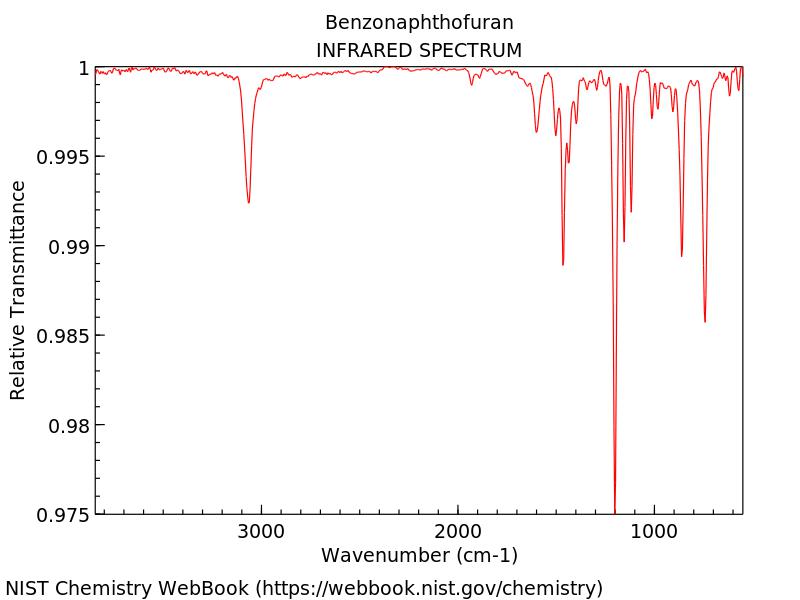 Benzonaphthofuran
INFRARED SPECTRUM
1
0.995
0.99
0.985
0.98
0.975
Relative Transmittance
3000 2000 1000
Wavenumber (cm-1)
NIST Chemistry WebBook (https://webbook.nist.gov/chemistry)